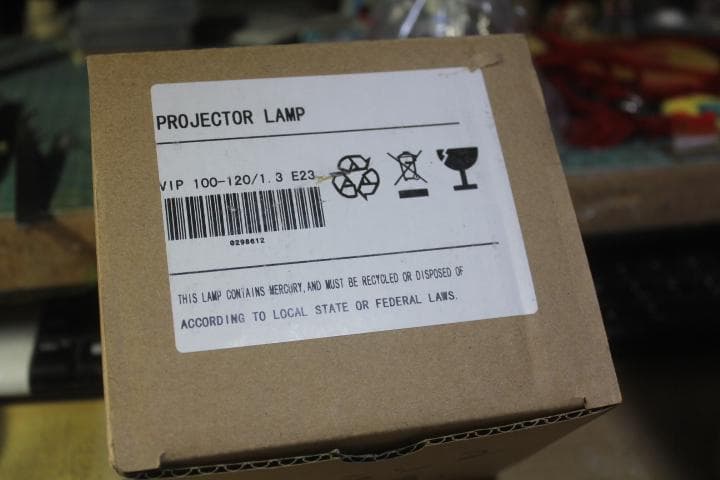 PROJECTOR LAMP
VIP 100-120/1.3 E23
0298612
THIS LAMP CONTAINS MERCURY,AND MUST BE RECYCLED OR DISPOSED OF
ACCORDING TO LOCAL STATE OR FEDERAL LAWS.